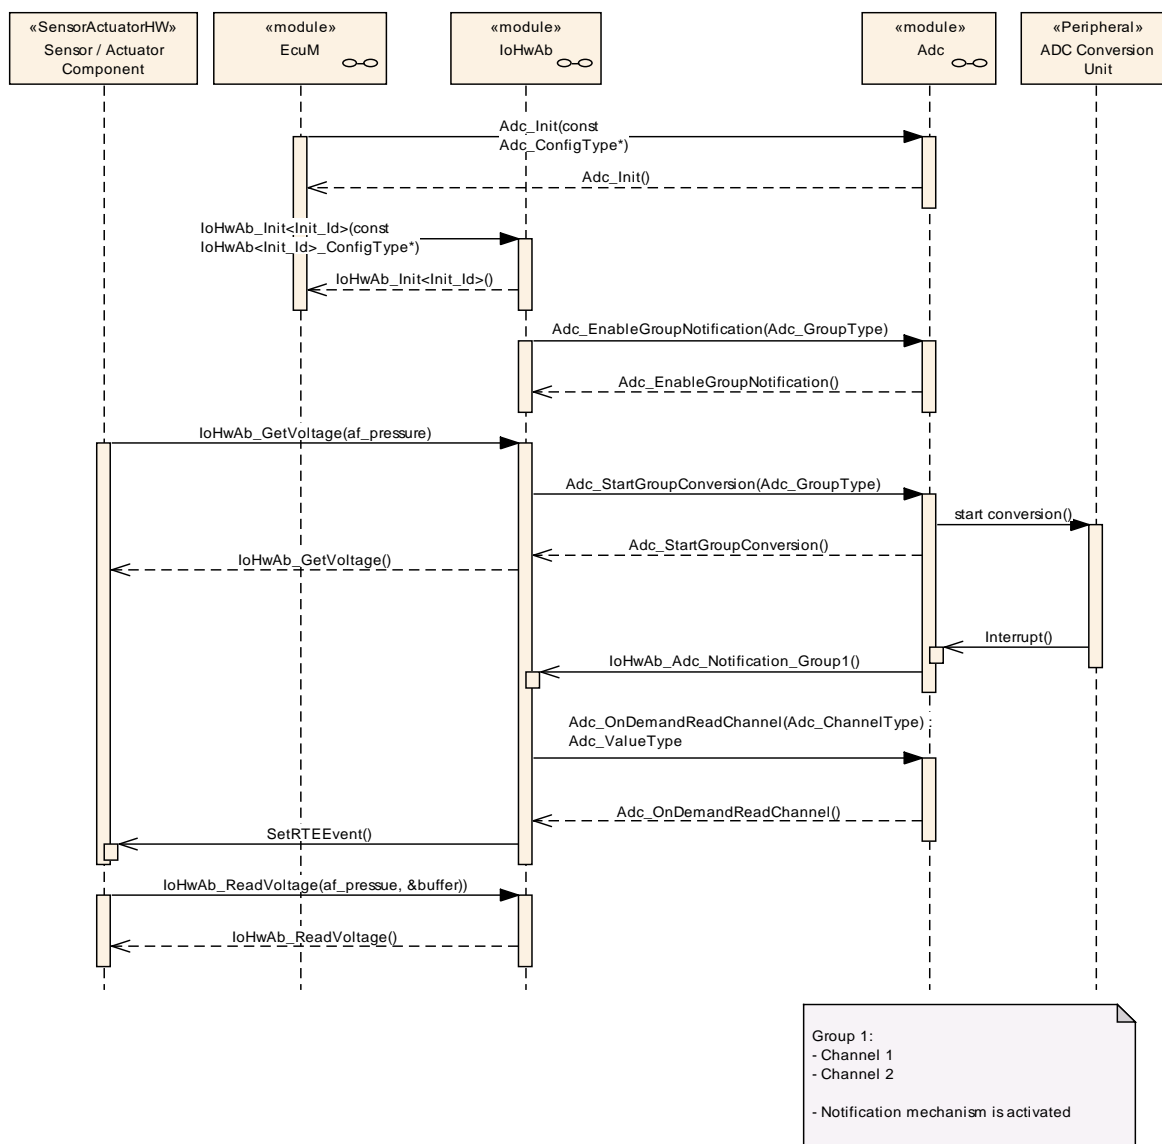 «SensorActuatorHW»
Sensor / Actuator
Component
«module»
EcuM
«module»
IoHwAb
«module»
Adc
«Peripheral»
ADC Conversion
Unit
Adc_Init(const
Adc_ConfigType*)
Adc_Init()
IoHwAb_Init<Init_Id>(const
IoHwAb<Init_Id>_ConfigType*)
IoHwAb_Init<Init_Id>()
Adc_EnableGroupNotification(Adc_GroupType)
Adc_EnableGroupNotification()
IoHwAb_GetVoltage(af_pressure)
Adc_StartGroupConversion(Adc_GroupType)
start conversion()
Adc_StartGroupConversion()
IoHwAb_GetVoltage()
Interrupt()
IoHwAb_Adc_Notification_Group1()
Adc_OnDemandReadChannel(Adc_ChannelType) :
Adc_ValueType
Adc_OnDemandReadChannel()
SetRTEEvent()
IoHwAb_ReadVoltage(af_pressue, &buffer))
IoHwAb_ReadVoltage()
Group 1:
- Channel 1
- Channel 2
- Notification mechanism is activated